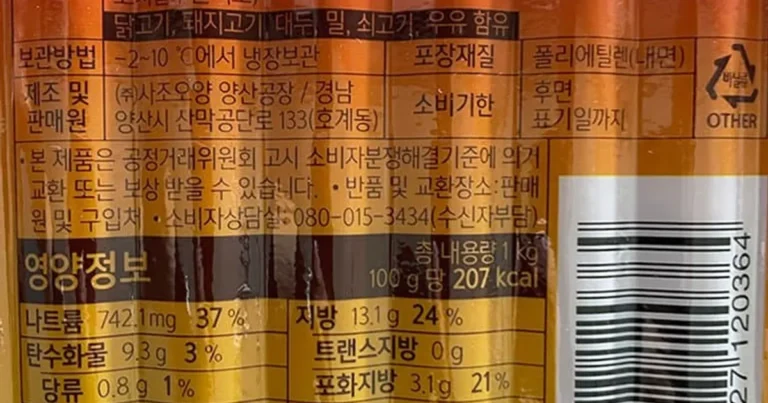 닭고기, 돼지고기, 대두, 밀, 쇠고기, 우유 함유
보관방법 -2~10 ℃에서 냉장보관 포장재질 폴리에틸렌(내면)
제조 및 판매원 ㈜사조오양 양산공장 / 경남 양산시 산막공단로 133(호계동) 소비기한 후면 표기일까지
비닐류
OTHER
•본 제품은 공정거래위원회 고시 소비자분쟁해결기준에 의거
교환 또는 보상 받을 수 있습니다. •반품 및 교환장소:판매
원 및 구입처 •소비자상담실: 080-015-3434(수신자부담)
영양정보 총 내용량 1 kg
100 g 당 207 kcal
나트륨 742.1mg 37 % 지방 13.1 g 24 %
탄수화물 9.3 g 3 % 트랜스지방 0 g
당류 0.8 g 1 % 포화지방 3.1g 21 %
27 120364